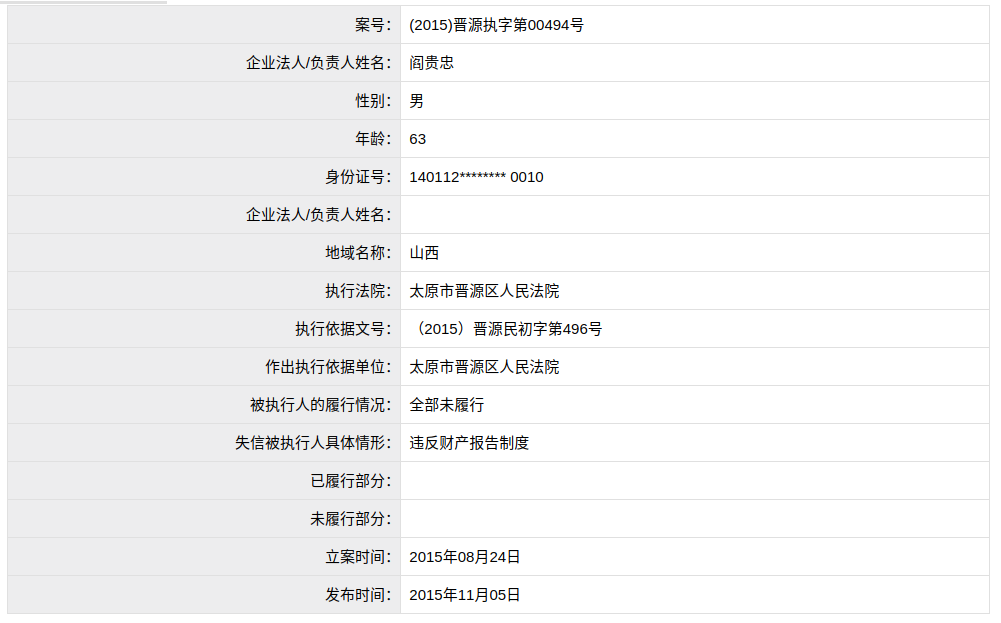 案号： (2015)晋源执字第00494号
企业法人/负责人姓名： 阎贵忠
性别： 男
年龄： 63
身份证号： 140112******** 0010
企业法人/负责人姓名：
地域名称： 山西
执行法院： 太原市晋源区人民法院
执行依据文号： （2015）晋源民初字第496号
作出执行依据单位： 太原市晋源区人民法院
被执行人的履行情况： 全部未履行
失信被执行人具体情形： 违反财产报告制度
已履行部分：
未履行部分：
立案时间： 2015年08月24日
发布时间： 2015年11月05日